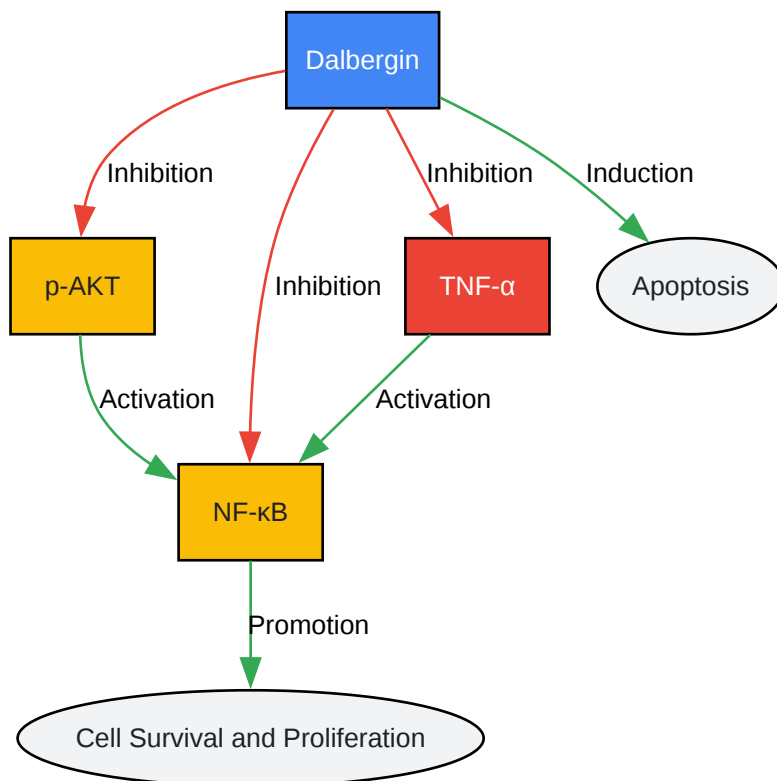 Dalbergin
Inhibition
Inhibition
Induction
p-AKT
Inhibition
TNF-α
Apoptosis
Activation
Activation
NF-κB
Promotion
Cell Survival and Proliferation